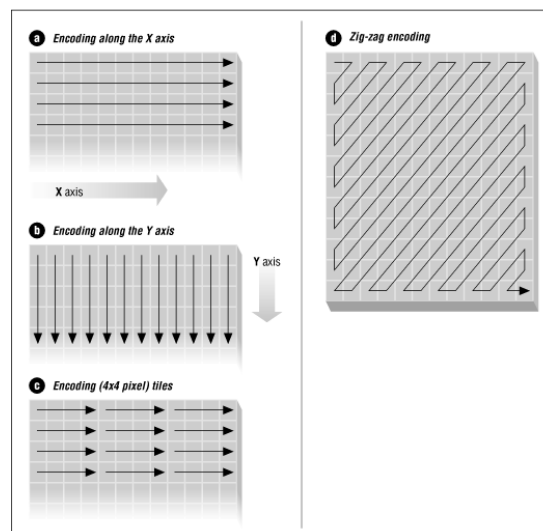 a Encoding along the X axis
X axis
b Encoding along the Y axis
Y axis
c Encoding (4x4 pixel) tiles
d Zig-zag encoding